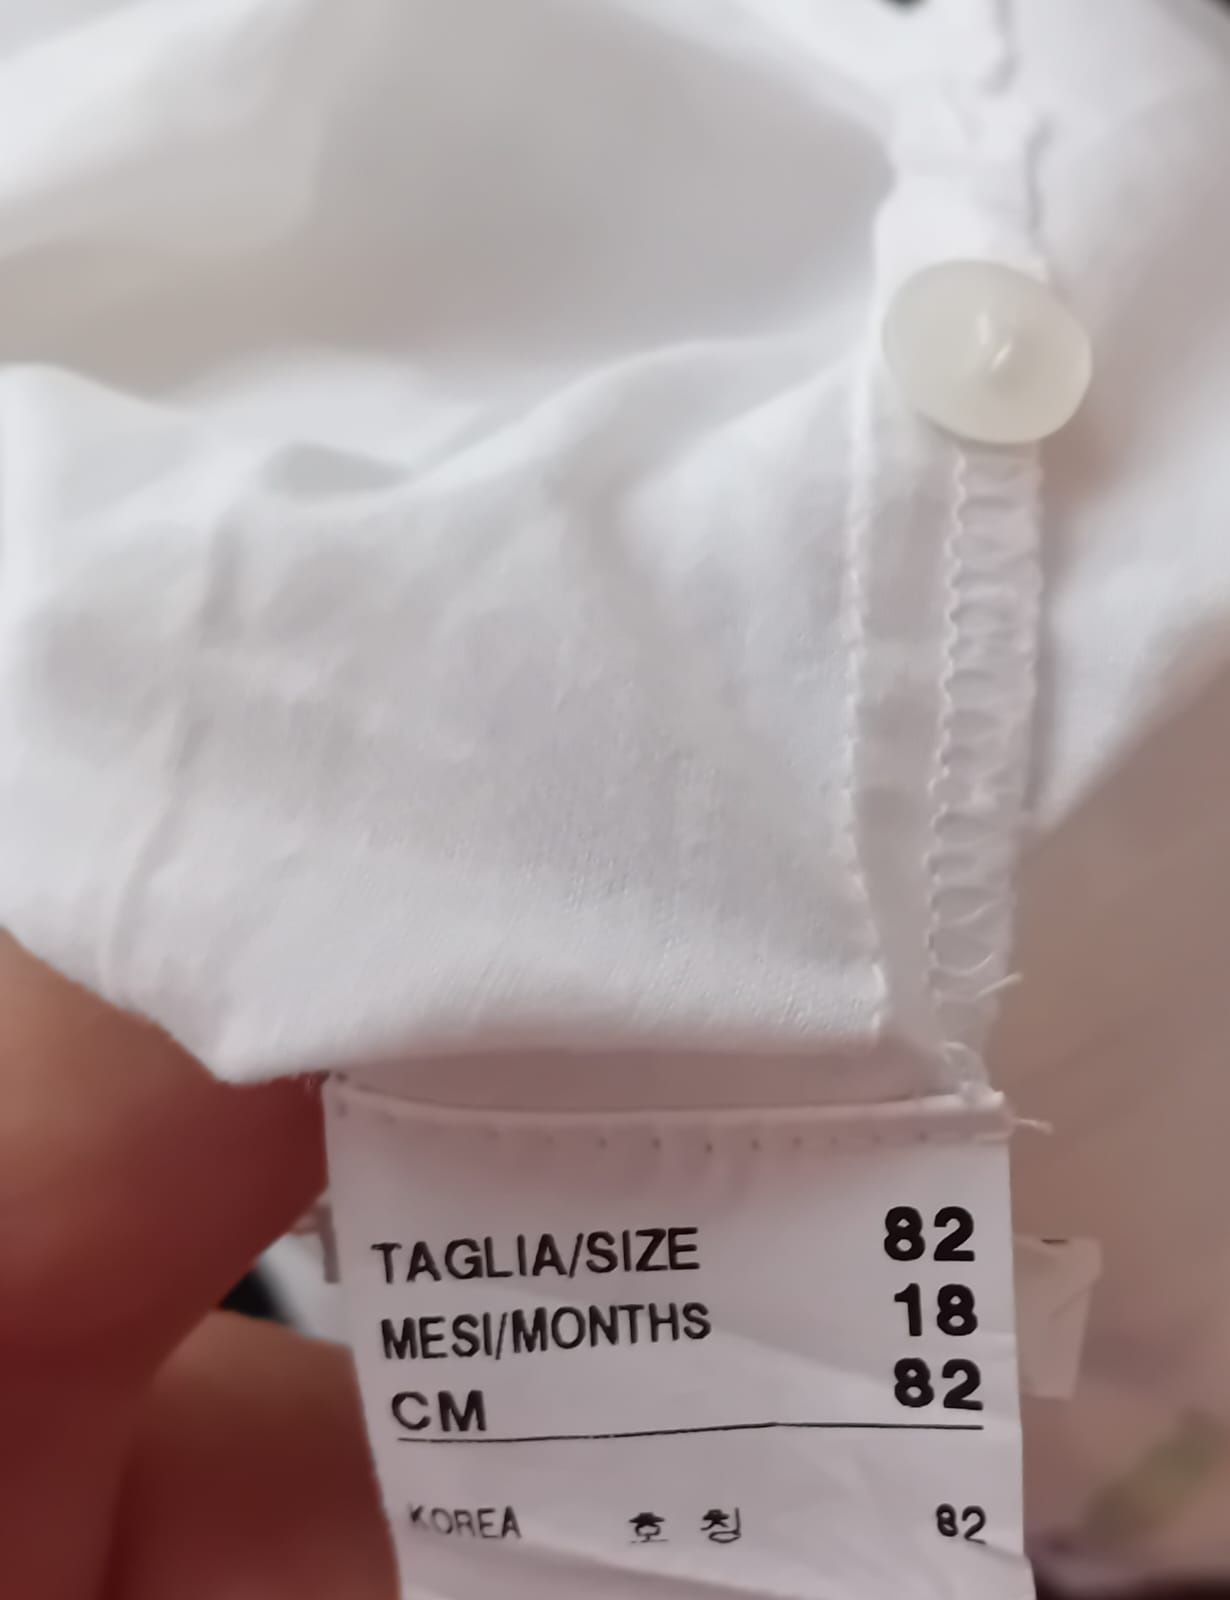 TAGLIA/SIZE 82
MESI/MONTHS 18
CM 82
KOREA 호칭 82